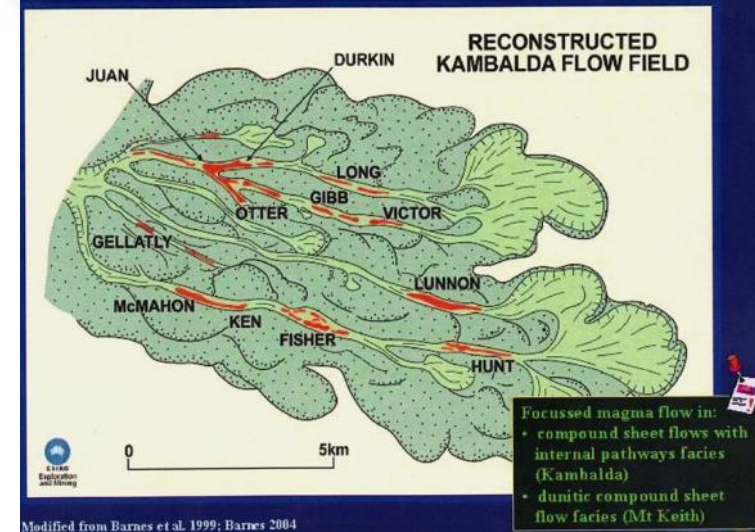 RECONSTRUCTED
KAMBALDA FLOW FIELD
JUAN
DURKIN
LONG
GIBB
OTTER
VICTOR
GELLATLY
LUNNON
McMAHON
KEN
FISHER
HUNT
0
5km
CSIRO
Exploration
and Mining
Focussed magma flow in:
• compound sheet flows with
internal pathways facies
(Kambalda)
• dunitic compound sheet
flow facies (Mt Keith)
Modified from Barnes et al. 1999; Barnes 2004